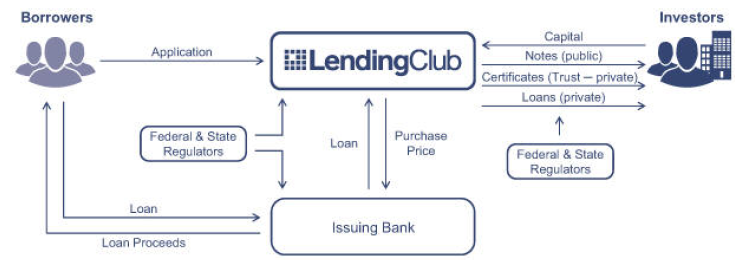 Borrowers
Investors
Application
LendingClub
Capital
Notes (public)
Certificates (Trust — private)
Loans (private)
Federal & State
Regulators
Loan
Purchase
Price
Federal & State
Regulators
Loan
Loan Proceeds
Issuing Bank